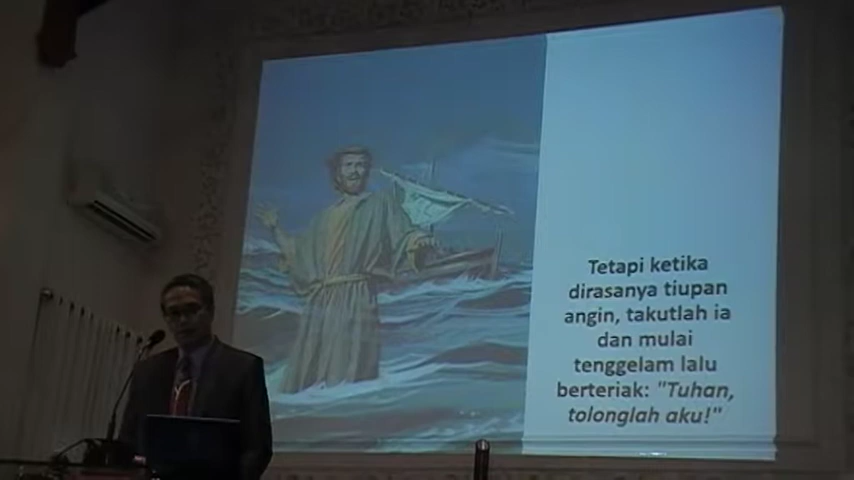 Tetapi ketika
dirasanya tiupan
angin, takutlah ia
dan mulai
tenggelam lalu
berteriak: "Tuhan,
tolonglah aku!"